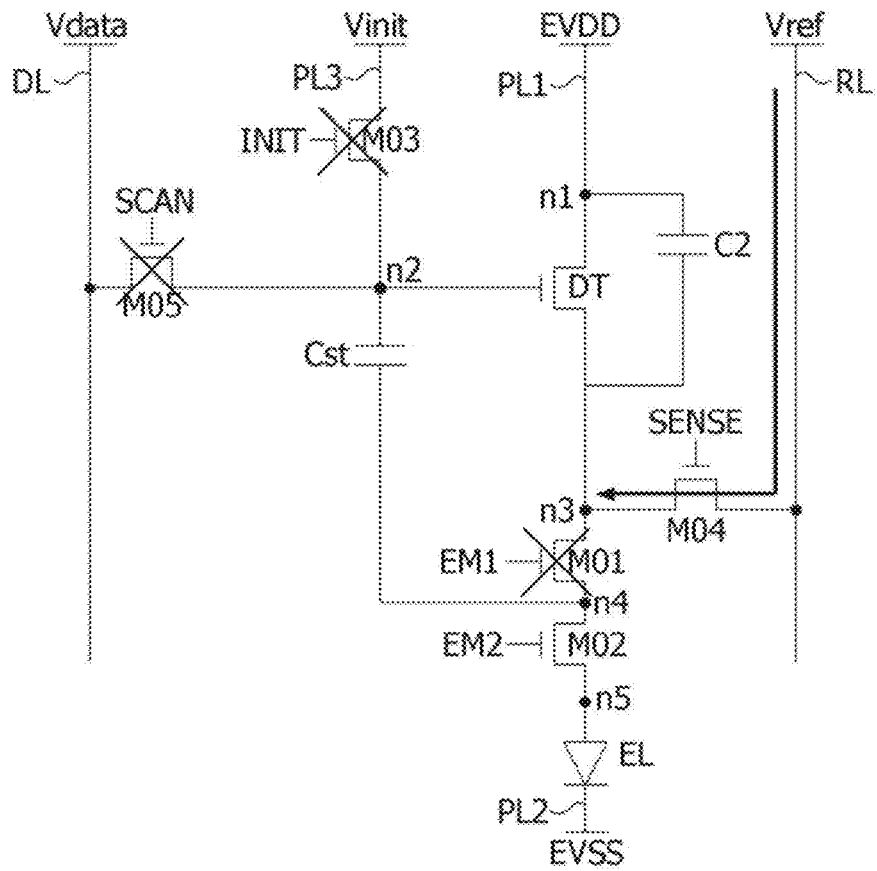 Vdata Vinit EVDD Vref
DL PL3 PL1 RL
INIT M03
SCAN n1
C2
n2 DT
M05
Cst
SENSE
n3
M04
EM1 M01
n4
EM2 M02
n5
EL
PL2
EVSS